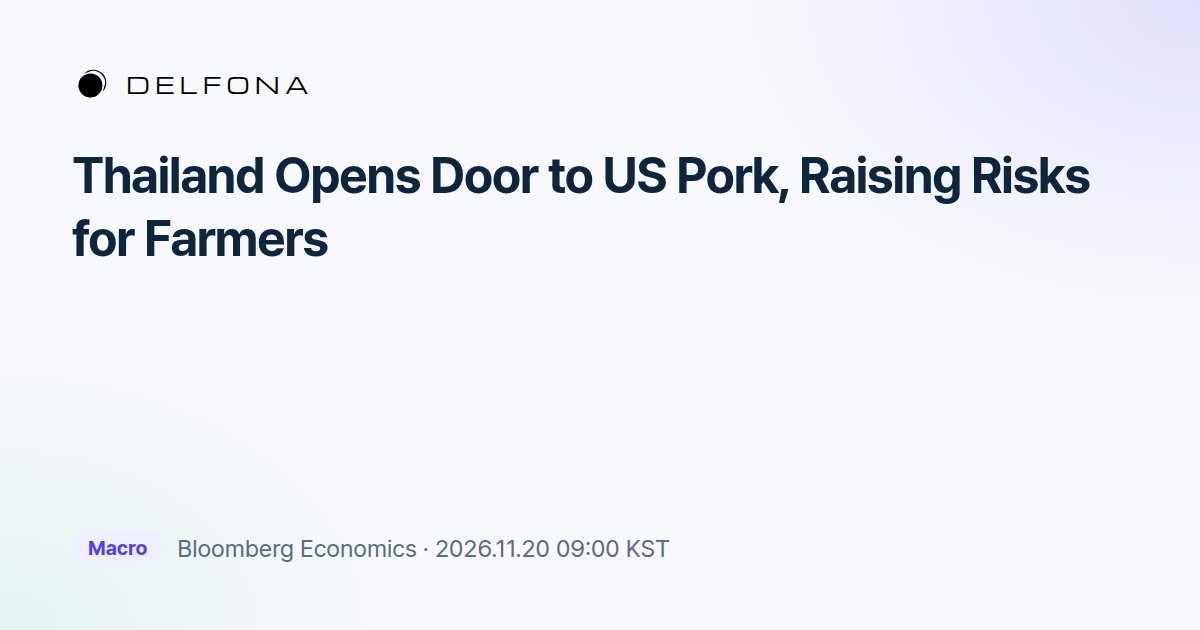 DELFONA
Thailand Opens Door to US Pork, Raising Risks
for Farmers
Macro Bloomberg Economics · 2026.11.20 09:00 KST